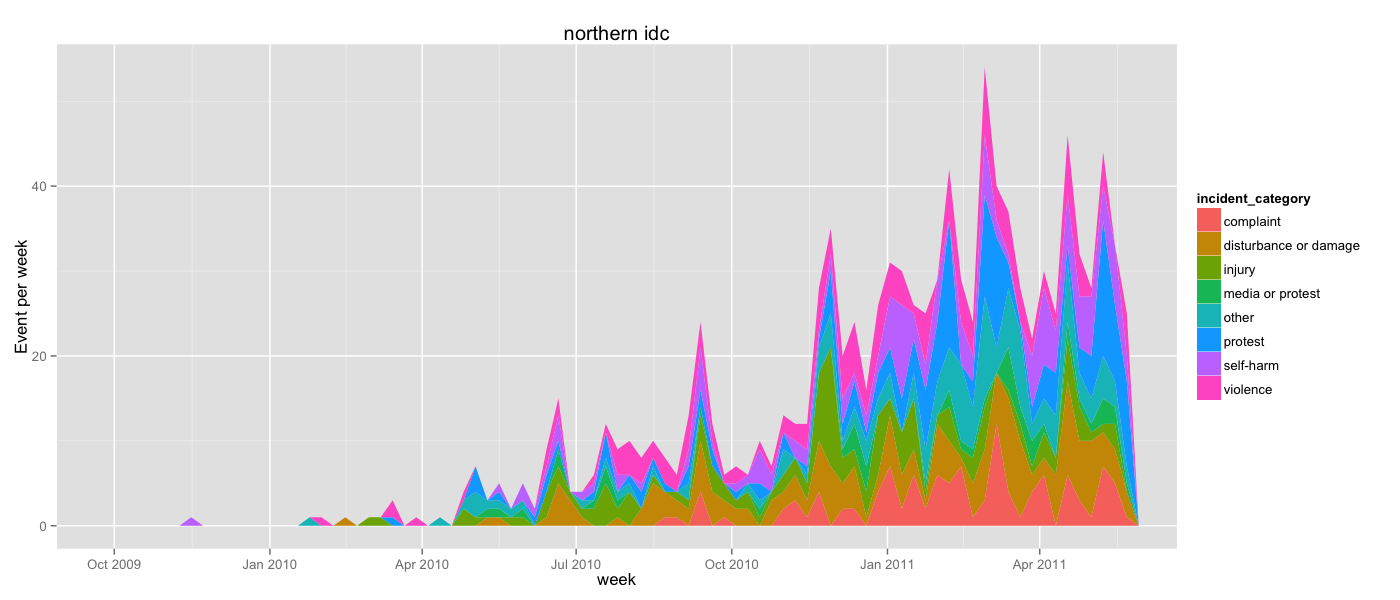 northern idc
Event per week
40
20
0
Oct 2009
Jan 2010
Apr 2010
Jul 2010
Oct 2010
Jan 2011
Apr 2011
week
incident_category
complaint
disturbance or damage
injury
media or protest
other
protest
self-harm
violence